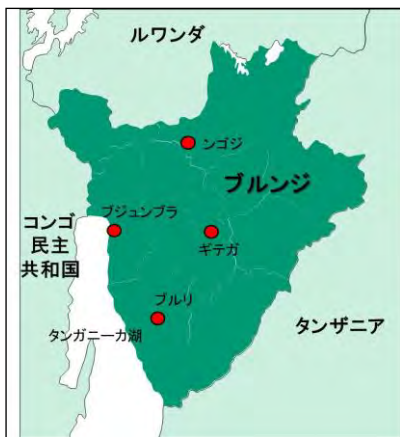 ルワンダ
ンゴジ
ブルンジ
コンゴ
民主
共和国
ブジュンブラ
ギテガ
ブルリ
タンガニーカ湖
タンザニア